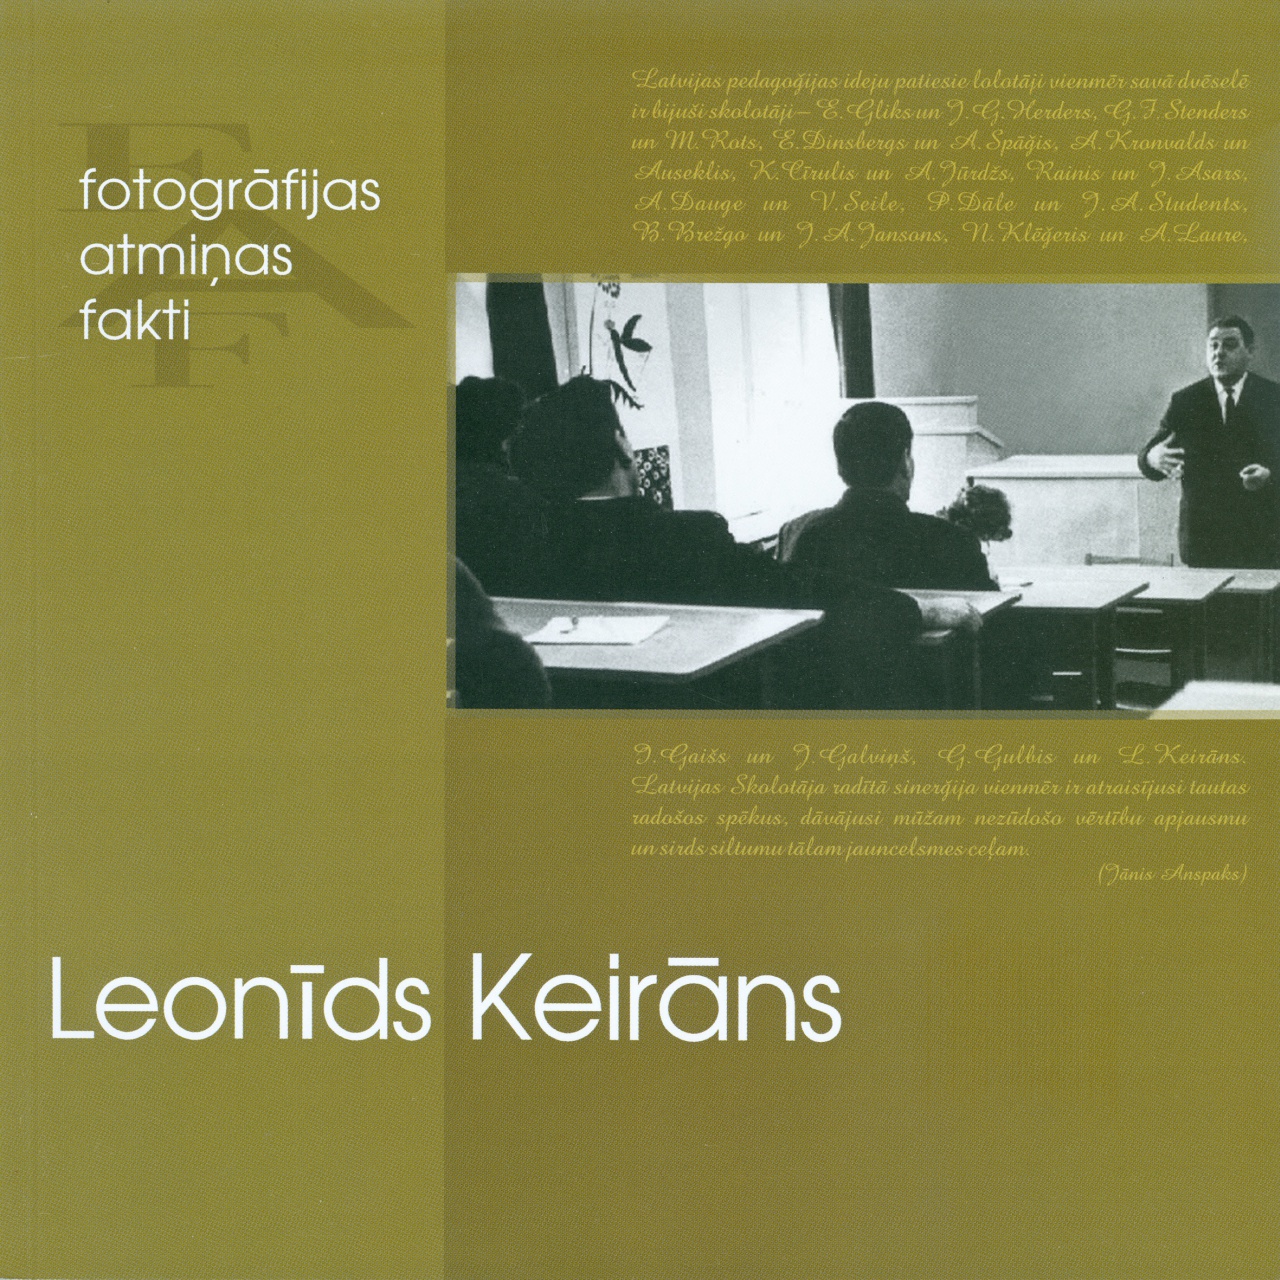 fotogrāfijas
atmiņas
fakti
FAF
Latvijas pedagoģijas ideju patiesie lolotāji vienmēr savā dvēselē
ir bijuši skolotāji– E.Gliks un J.G.Herders, G.F.Stenders
un M.Rots, E.Dinsbergs un A.Spāģis, A.Kronvalds un
Auseklis, K.Cīrulis un A.Jūrdžs, Rainis un J.Asars,
A.Dauge un V.Seile, P.Dāle un J.A.Students,
B.Brežgo un J.A.Jansons, N.Klēģeris un A.Laure,
I.Gaišs un J.Galviņš, G.Gulbis un L.Keirāns.
Latvijas Skolotāja radītā sinerģija vienmēr ir atraisījusi tautas
radošos spēkus, dāvājusi mūžam nezūdošo vērtību apjausmu
un sirds siltumu tālam jauncelsmes ceļam.
(Jānis Anspaks)
Leonīds Keirāns